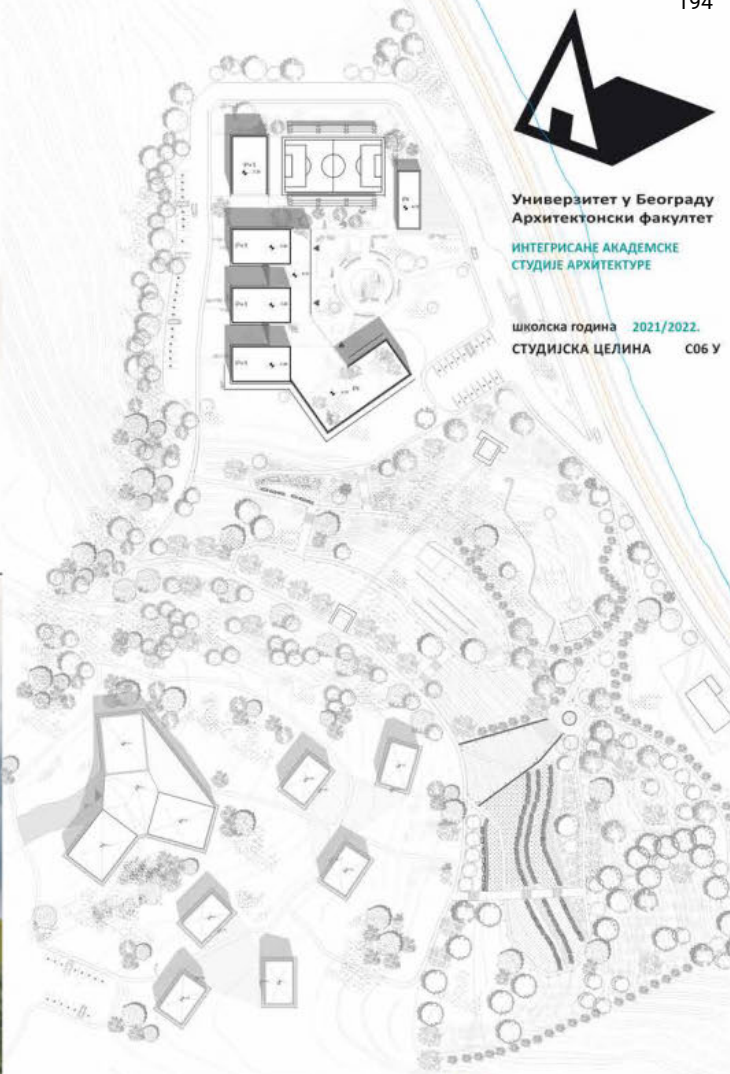 194
Универзитет у Београду
Архитектонски факултет
ИНТЕГРИСАНЕ АКАДЕМСКЕ
СТУДИЈЕ АРХИТЕКТУРЕ
школска година 2021/2022.
СТУДИЈСКА ЦЕЛИНА С06 У